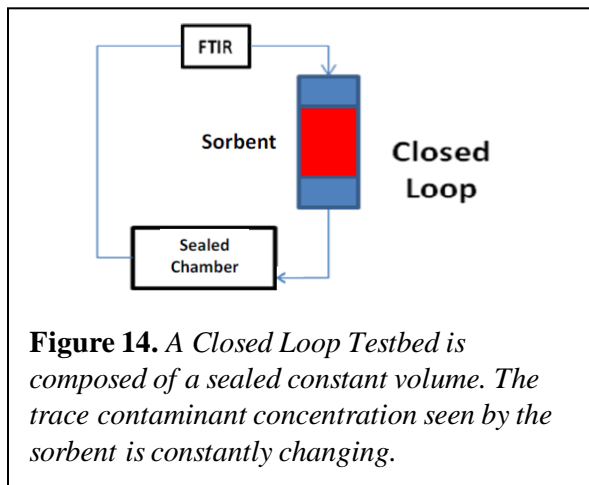 FTIR
Sorbent
Closed
Loop
Sealed
Chamber
Figure 14. A Closed Loop Testbed is
composed of a sealed constant volume. The
trace contaminant concentration seen by the
sorbent is constantly changing.